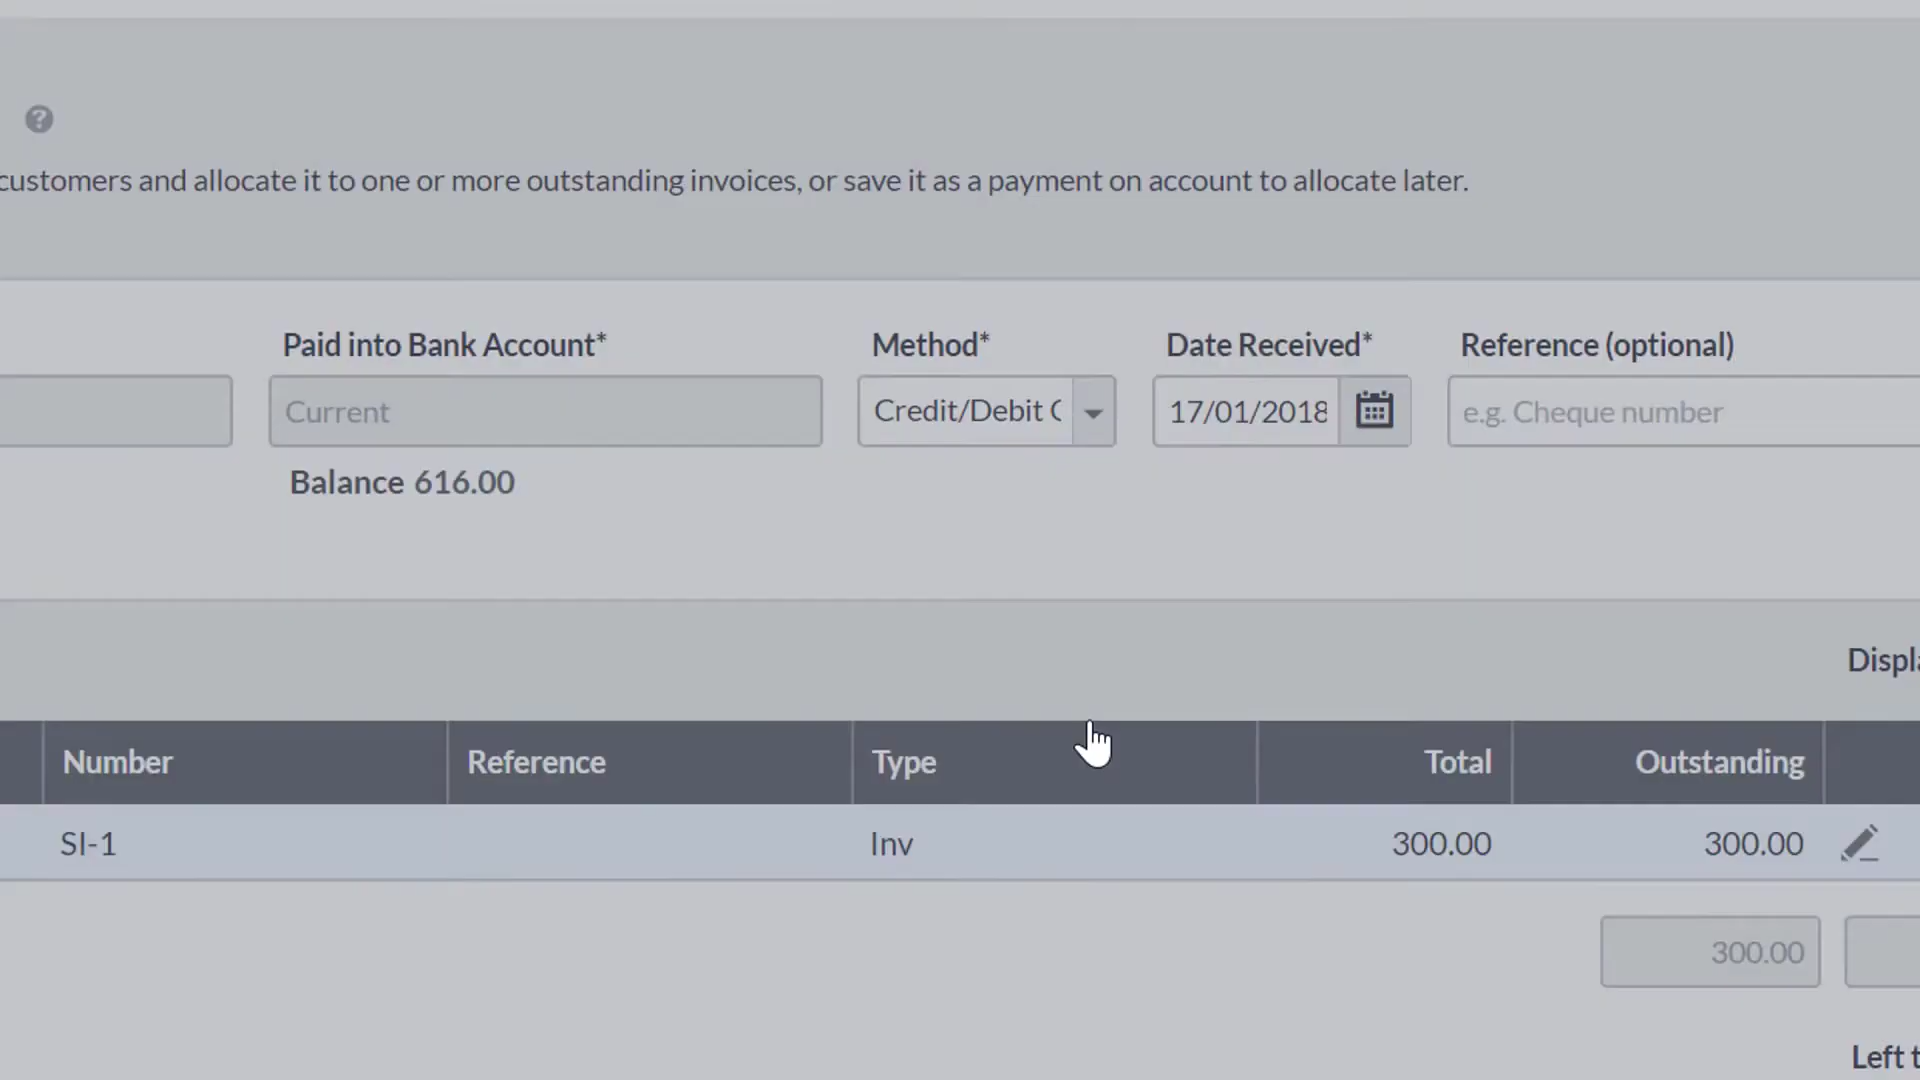 ?
customers and allocate it to one or more outstanding invoices, or save it as a payment on account to allocate later.
Paid into Bank Account* Method* Date Received* Reference (optional)
Current Credit/Debit 17/01/2018 e.g. Cheque number
Balance 616.00
Number Reference Type Total Outstanding
SI-1 Inv 300.00 300.00
300.00
Left